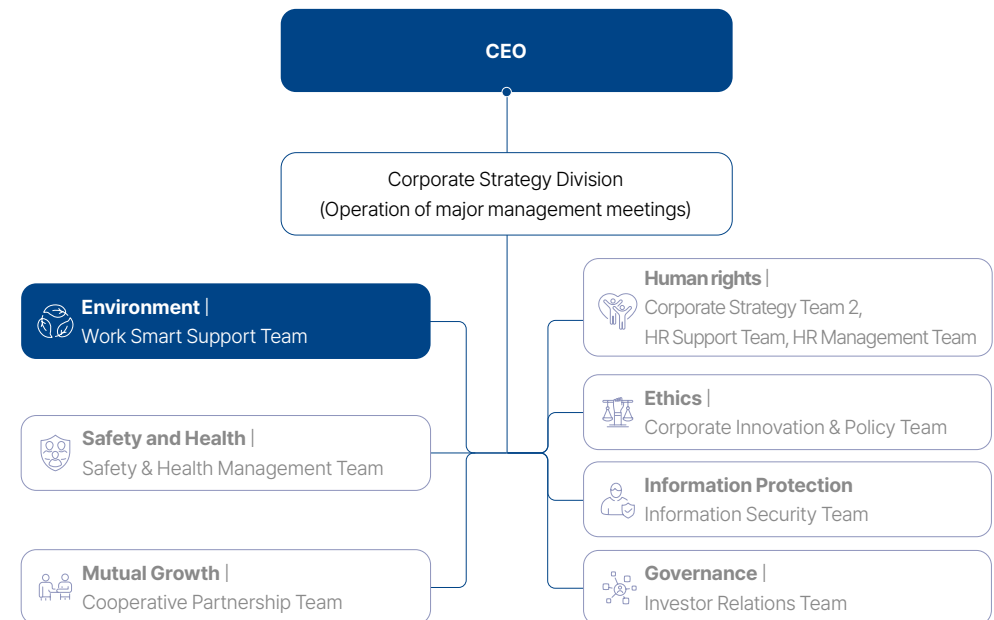 CEO
Corporate Strategy Division
(Operation of major management meetings)
Environment |
Work Smart Support Team
Safety and Health |
Safety & Health Management Team
Mutual Growth |
Cooperative Partnership Team
Human rights |
Corporate Strategy Team 2,
HR Support Team, HR Management Team
Ethics |
Corporate Innovation & Policy Team
Information Protection
Information Security Team
Governance |
Investor Relations Team